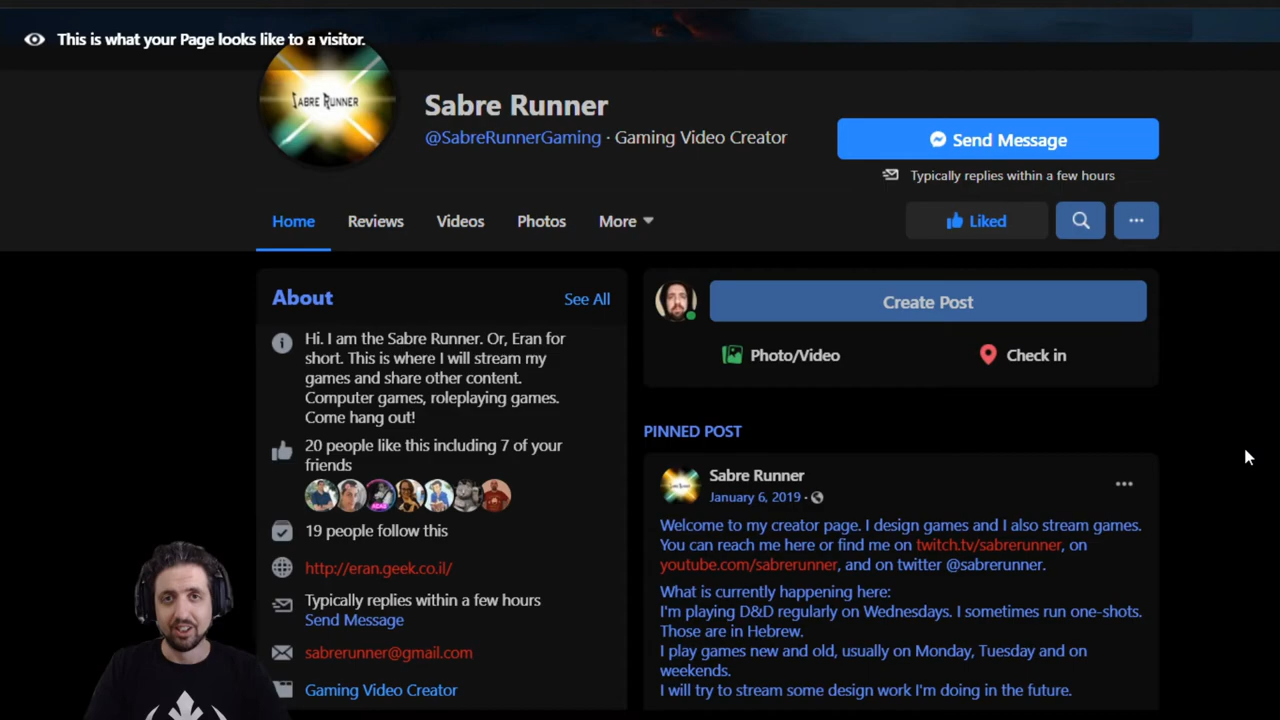 This is what your Page looks like to a visitor.
SABRE RUNNER
Sabre Runner
@SabreRunnerGaming · Gaming Video Creator
Send Message
Typically replies within a few hours
Home Reviews Videos Photos More
Liked
About See All
Hi. I am the Sabre Runner. Or, Eran for
short. This is where I will stream my
games and share other content.
Computer games, roleplaying games.
Come hang out!
20 people like this including 7 of your
friends
19 people follow this
http://eran.geek.co.il/
Typically replies within a few hours
Send Message
sabrerunner@gmail.com
Gaming Video Creator
Create Post
Photo/Video Check in
PINNED POST
Sabre Runner
January 6, 2019 ·
Welcome to my creator page. I design games and I also stream games.
You can reach me here or find me on twitch.tv/sabrerunner, on
youtube.com/sabrerunner, and on twitter @sabrerunner.
What is currently happening here:
I'm playing D&D regularly on Wednesdays. I sometimes run one-shots.
Those are in Hebrew.
I play games new and old, usually on Monday, Tuesday and on
weekends.
I will try to stream some design work I'm doing in the future.